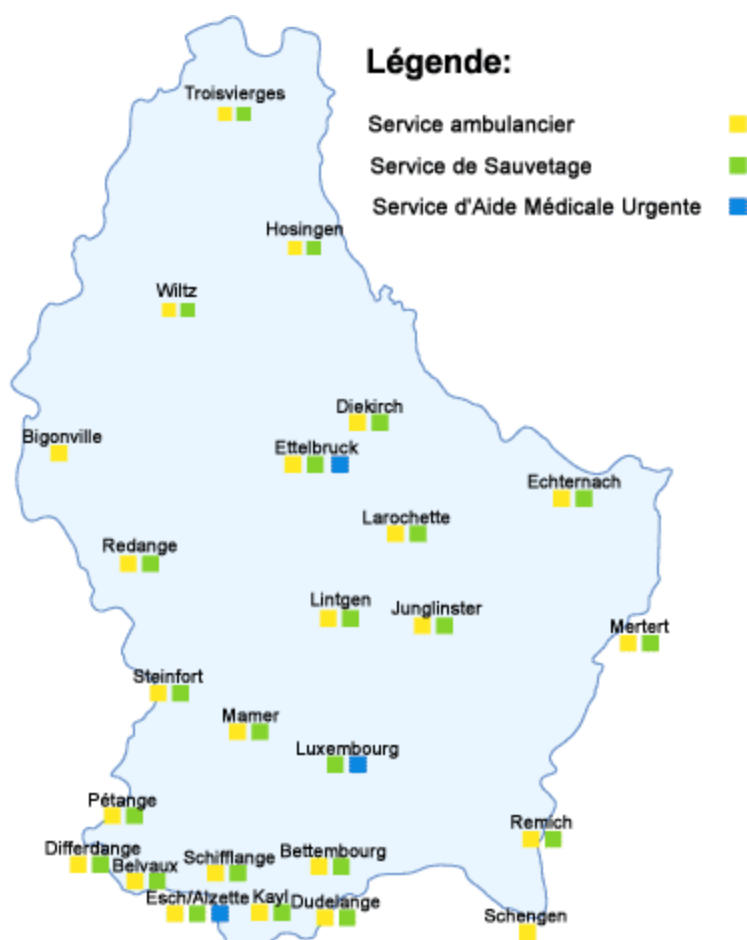 Légende:
Troisvierges
Service ambulancier
Service de Sauvetage
Service d'Aide Médicale Urgente
Hosingen
Wiltz
Diekirch
Bigonville
Ettelbruck
Echternach
Larochette
Redange
Lintgen
Junglinster
Mertert
Steinfort
Mamer
Luxembourg
Pétange
Remich
Differdange
Bettembourg
Schifflange
Belvaux
Esch/Alzette
Kayl
Dudelange
Schengen